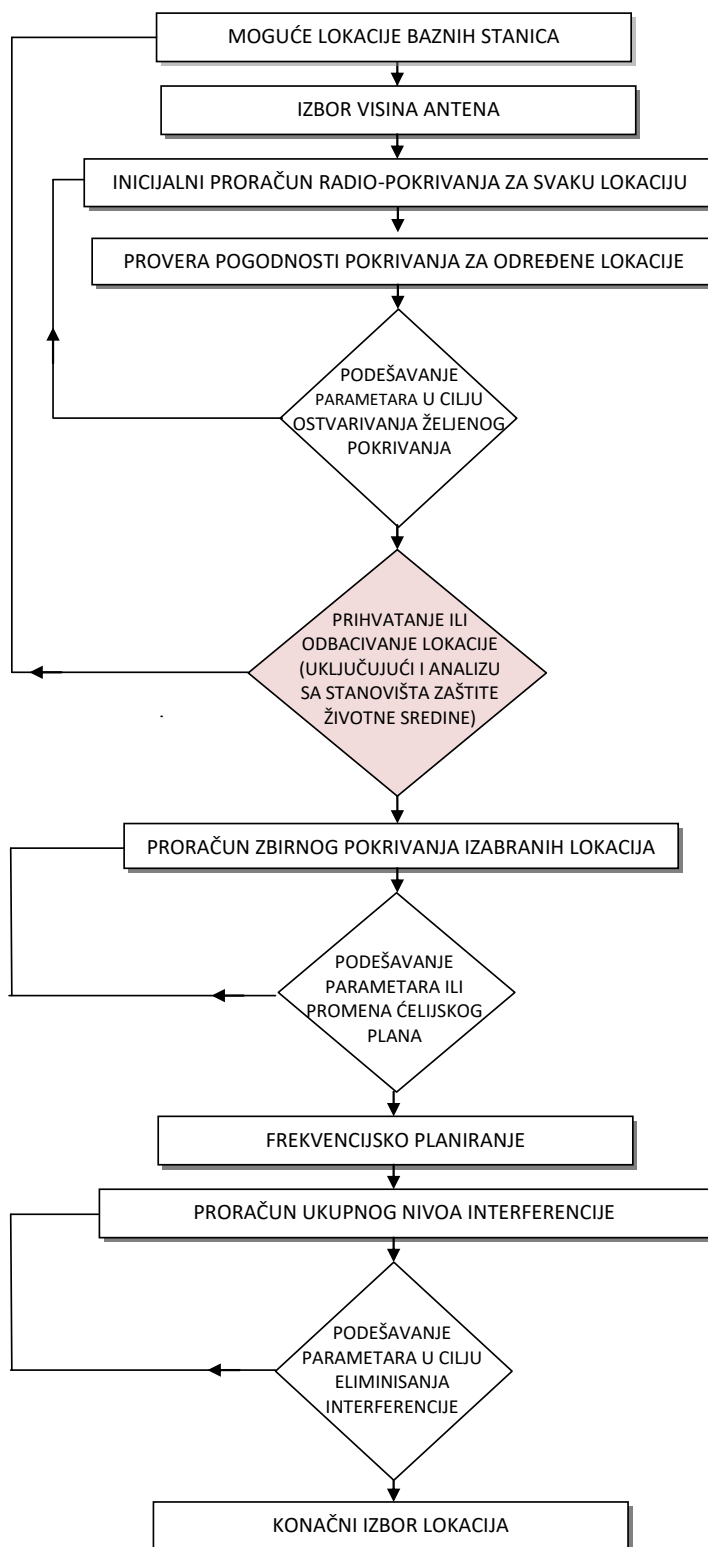 MOGUĆE LOKACIJE BAZNIH STANICA
IZBOR VISINA ANTENA
INICIJALNI PRORAČUN RADIO-POKRIVANJA ZA SVAKU LOKACIJU
PROVERA POGODNOSTI POKRIVANJA ZA ODREĐENE LOKACIJE
PODEŠAVANJE
PARAMETARA U CILJU
OSTVARIVANJA ŽELJENOG
POKRIVANJA
PRIHVATANJE ILI
ODBACIVANJE LOKACIJE
(UKLJUČUJUĆI I ANALIZU
SA STANOVIŠTA ZAŠTITE
ŽIVOTNE SREDINE)
PRORAČUN ZBIRNOG POKRIVANJA IZABRANIH LOKACIJA
PODEŠAVANJE
PARAMETARA ILI
PROMENA ĆELIJSKOG
PLANA
FREKVENCIJSKO PLANIRANJE
PRORAČUN UKUPNOG NIVOA INTERFERENCIJE
PODEŠAVANJE
PARAMETARA U CILJU
ELIMINISANJA
INTERFERENCIJE
KONAČNI IZBOR LOKACIJA